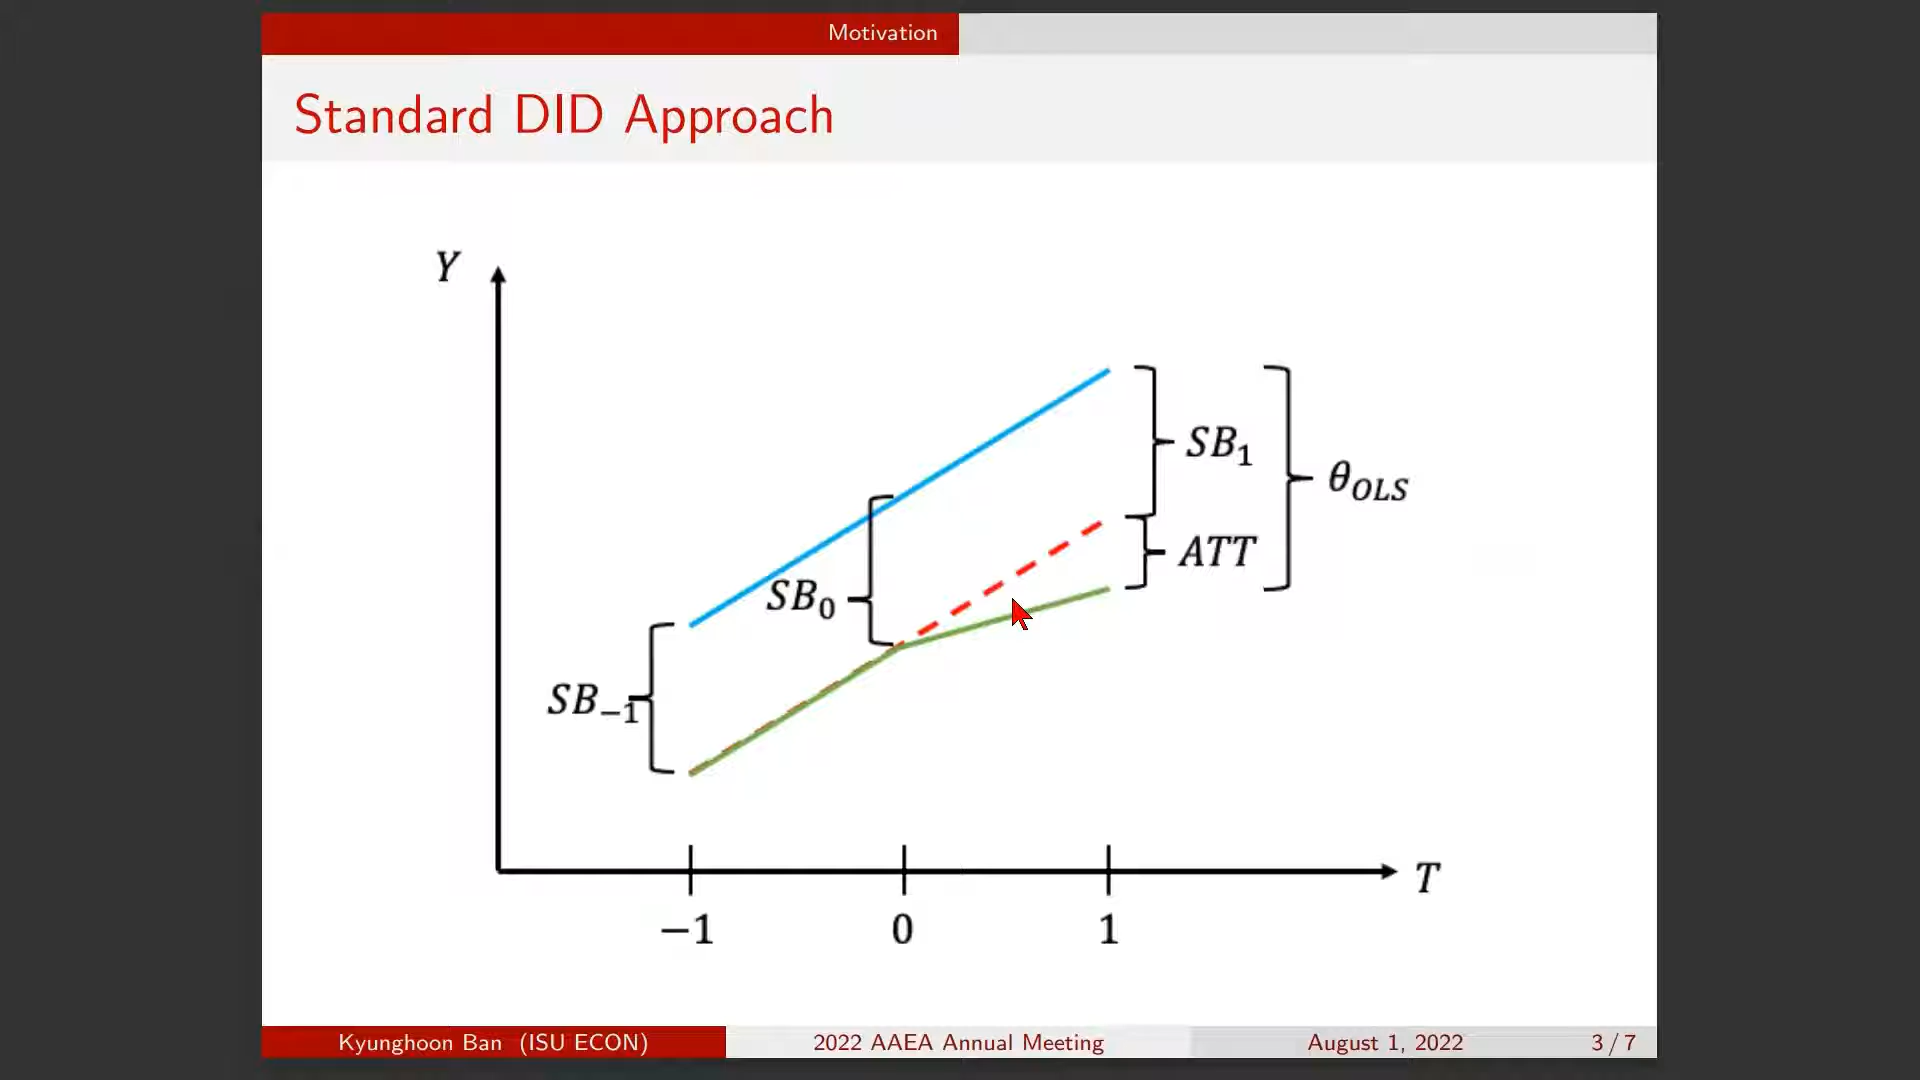 Motivation
Standard DID Approach
Y
SB₁
θ_OLS
ATT
SB₀
SB₋₁
T
−1 0 1
Kyunghoon Ban (ISU ECON) 2022 AAEA Annual Meeting August 1, 2022 3 / 7